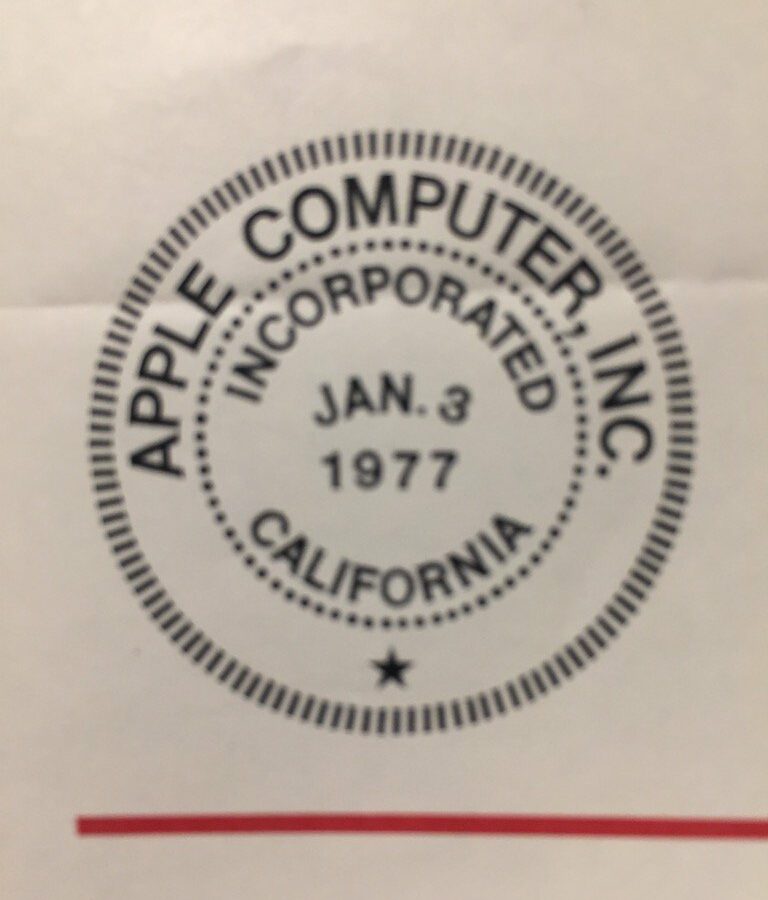 APPLE COMPUTER, INC.
INCORPORATED
JAN. 3
1977
CALIFORNIA